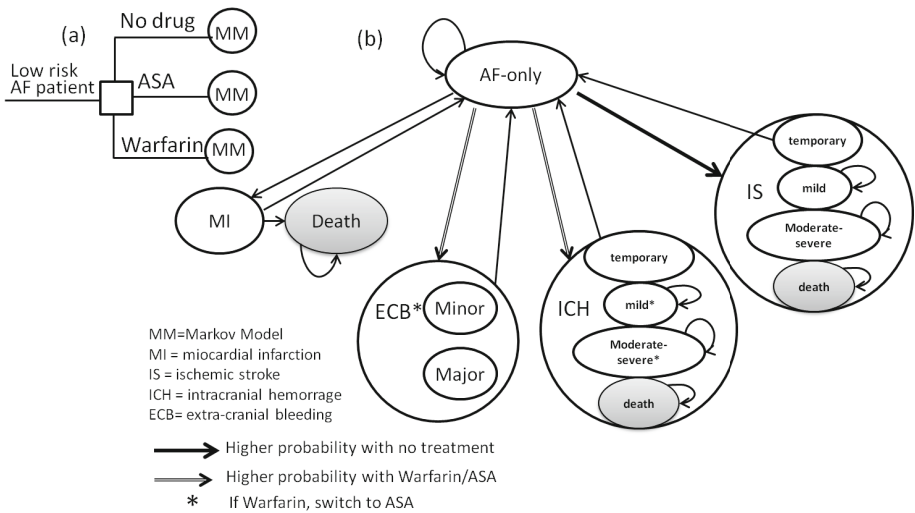 (a)
No drug
MM
Low risk
AF patient
ASA
MM
Warfarin
MM
(b)
AF-only
MI
Death
ECB*
Minor
Major
ICH
temporary
mild*
Moderate-
severe*
death
IS
temporary
mild
Moderate-
severe
death
MM=Markov Model
MI = miocardial infarction
IS = ischemic stroke
ICH = intracranial hemorrage
ECB= extra-cranial bleeding
Higher probability with no treatment
Higher probability with Warfarin/ASA
* If Warfarin, switch to ASA